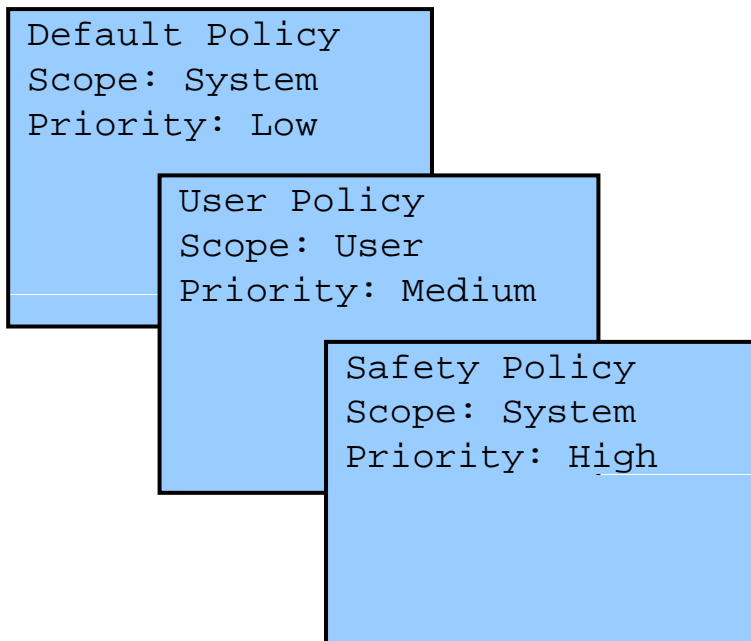 Default Policy
Scope: System
Priority: Low
User Policy
Scope: User
Priority: Medium
Safety Policy
Scope: System
Priority: High